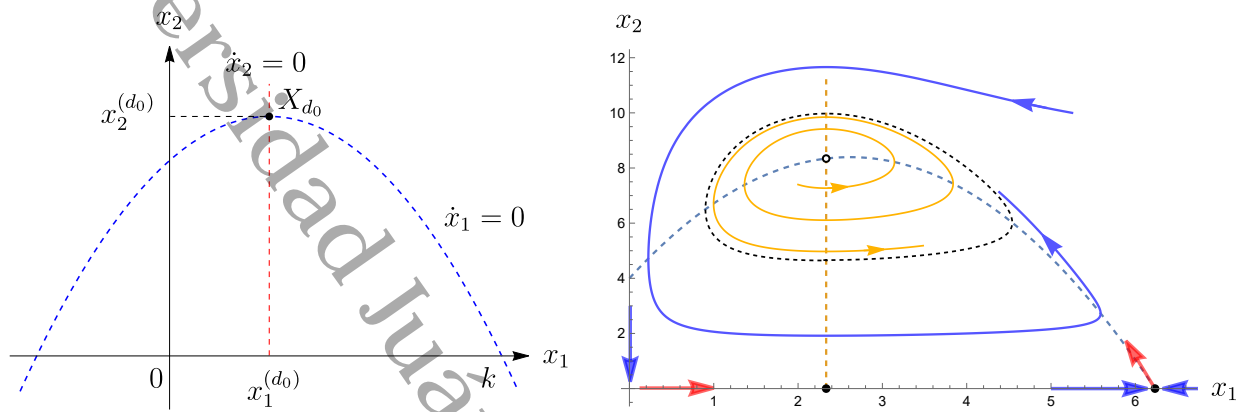 x₂
ẋ₂ = 0
x₂^(d₀)
X_d₀
ẋ₁ = 0
x₁
0
x₁^(d₀)
k
ersidad Juá
x₂
12
10
8
6
4
2
1 2 3 4 5 6
x₁